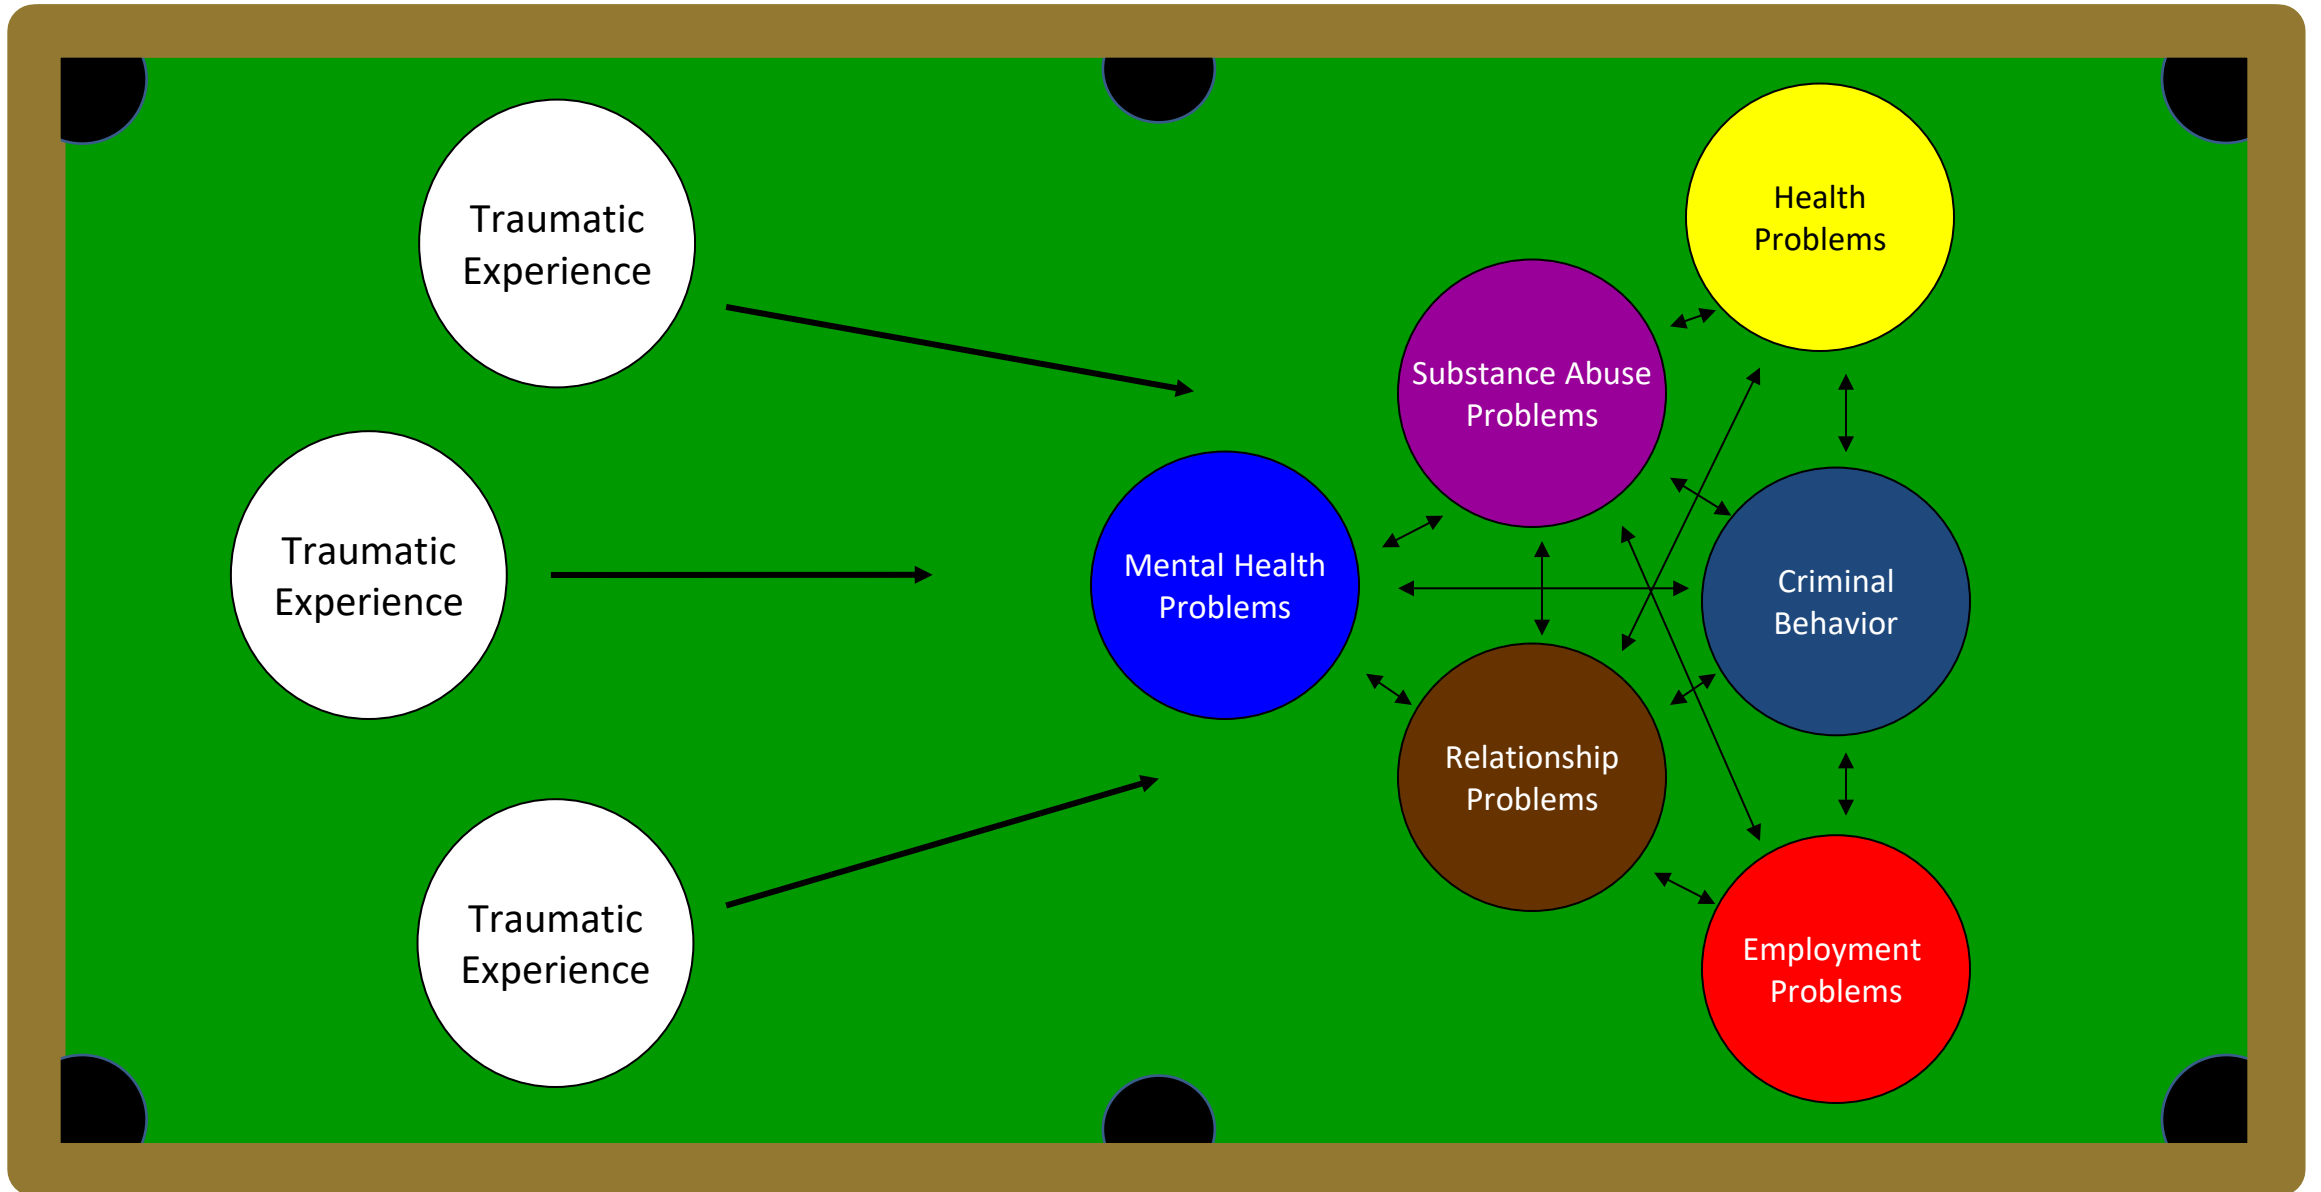 Traumatic
Experience
Traumatic
Experience
Traumatic
Experience
Mental Health
Problems
Substance Abuse
Problems
Relationship
Problems
Health
Problems
Criminal
Behavior
Employment
Problems